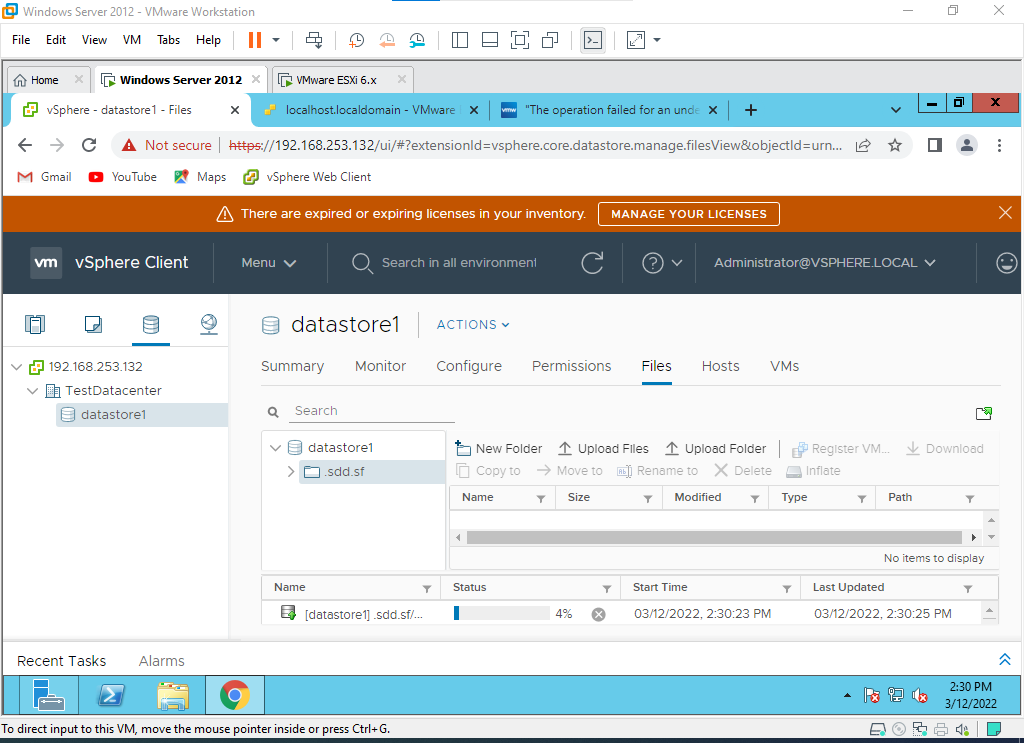 Windows Server 2012 - VMware Workstation
File Edit View VM Tabs Help
Home Windows Server 2012 VMware ESXi 6.x
vSphere - datastore1 - Files localhost.localdomain - VMware vmw "The operation failed for an unde
Not secure https://192.168.253.132/ui/#?extensionId=vsphere.core.datastore.manage.filesView&objectId=urn...
Gmail YouTube Maps vSphere Web Client
There are expired or expiring licenses in your inventory. MANAGE YOUR LICENSES
vm vSphere Client Menu Search in all environment Administrator@VSPHERE.LOCAL
datastore1 ACTIONS
192.168.253.132
TestDatacenter
datastore1
Summary Monitor Configure Permissions Files Hosts VMs
Search
datastore1
.sdd.sf
New Folder Upload Files Upload Folder Register VM... Download
Copy to Move to Rename to Delete Inflate
Name Size Modified Type Path
No items to display
Name Status Start Time Last Updated
[datastore1] .sdd.sf/... 4% 03/12/2022, 2:30:23 PM 03/12/2022, 2:30:25 PM
Recent Tasks Alarms
2:30 PM
3/12/2022
To direct input to this VM, move the mouse pointer inside or press Ctrl+G.